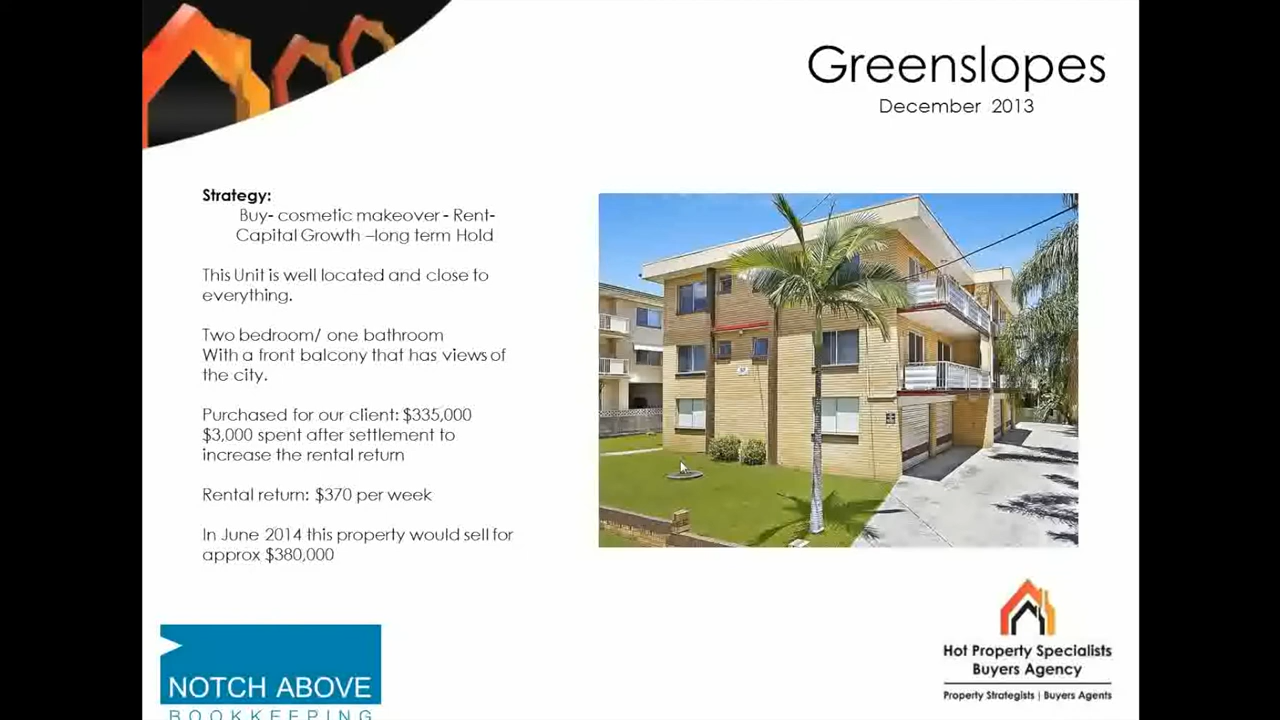 Greenslopes
December 2013
Strategy:
Buy- cosmetic makeover - Rent-
Capital Growth –long term Hold
This Unit is well located and close to
everything.
Two bedroom/ one bathroom
With a front balcony that has views of
the city.
Purchased for our client: $335,000
$3,000 spent after settlement to
increase the rental return
Rental return: $370 per week
In June 2014 this property would sell for
approx $380,000
NOTCH ABOVE
BOOKKEEPING
Hot Property Specialists
Buyers Agency
Property Strategists | Buyers Agents